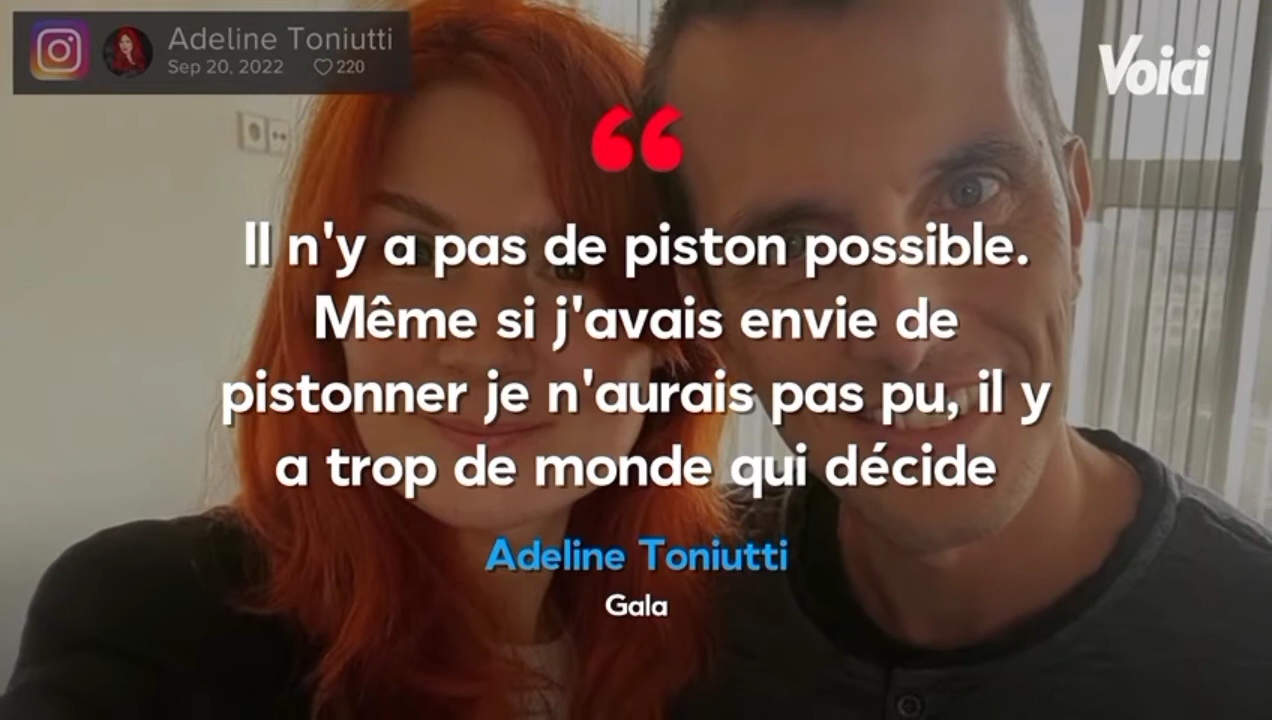 Adeline Toniutti
Sep 20, 2022 220
Voici
Il n'y a pas de piston possible.
Même si j'avais envie de
pistonner je n'aurais pas pu, il y
a trop de monde qui décide
Adeline Toniutti
Gala